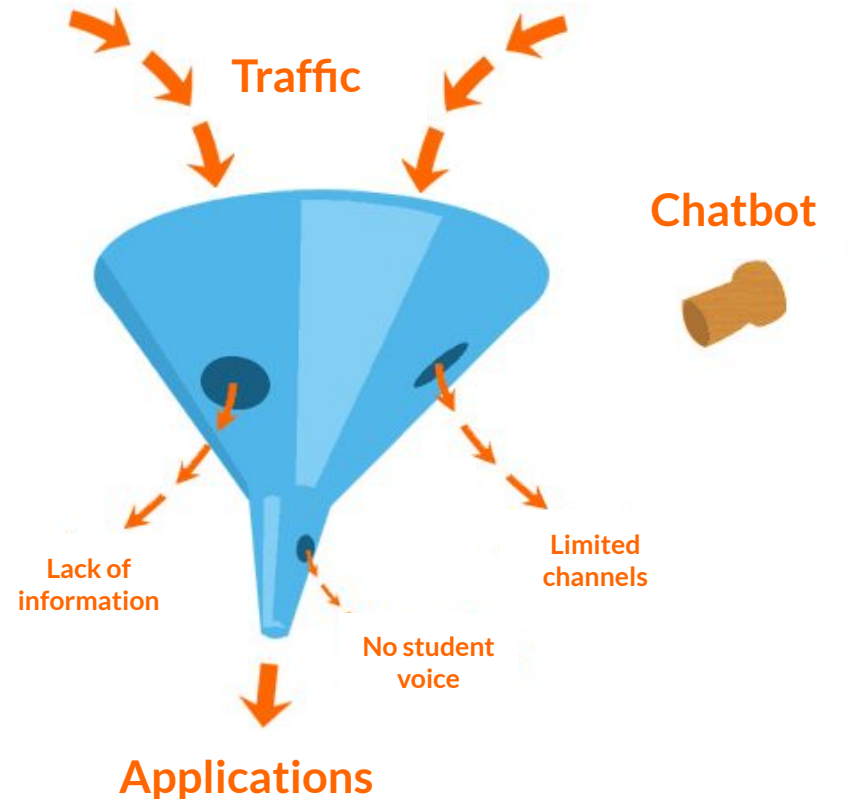 Traffic
Chatbot
Lack of
information
Limited
channels
No student
voice
Applications